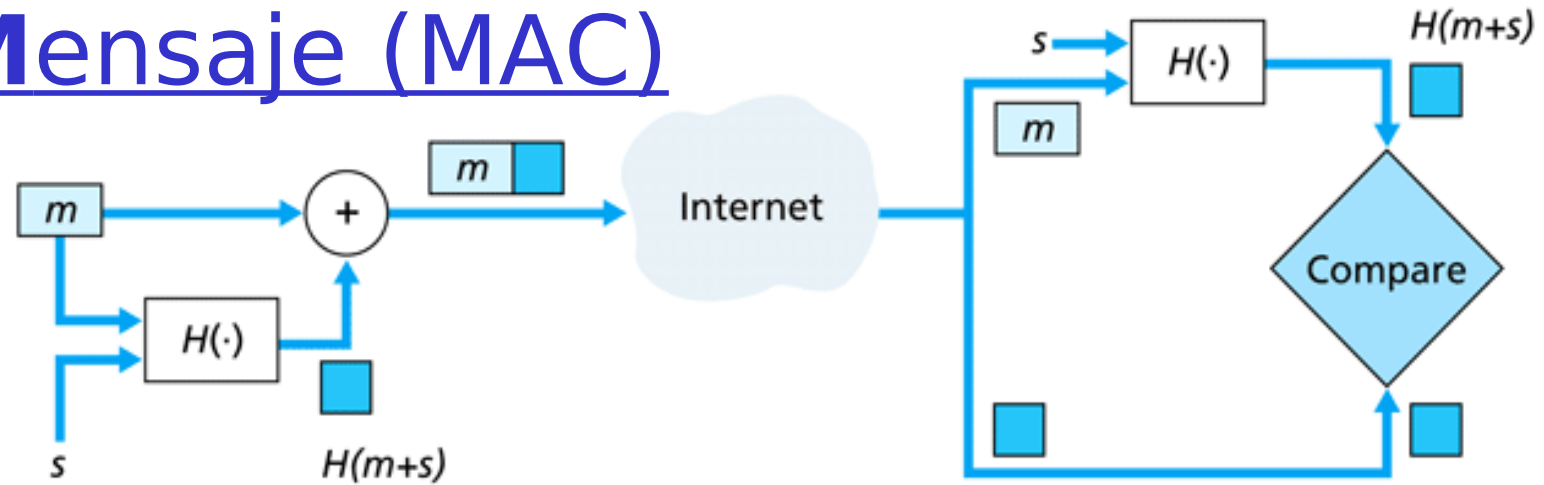 Mensaje (MAC)
m
+
m
H(·)
s
H(m+s)
Internet
s
H(·)
H(m+s)
m
Compare